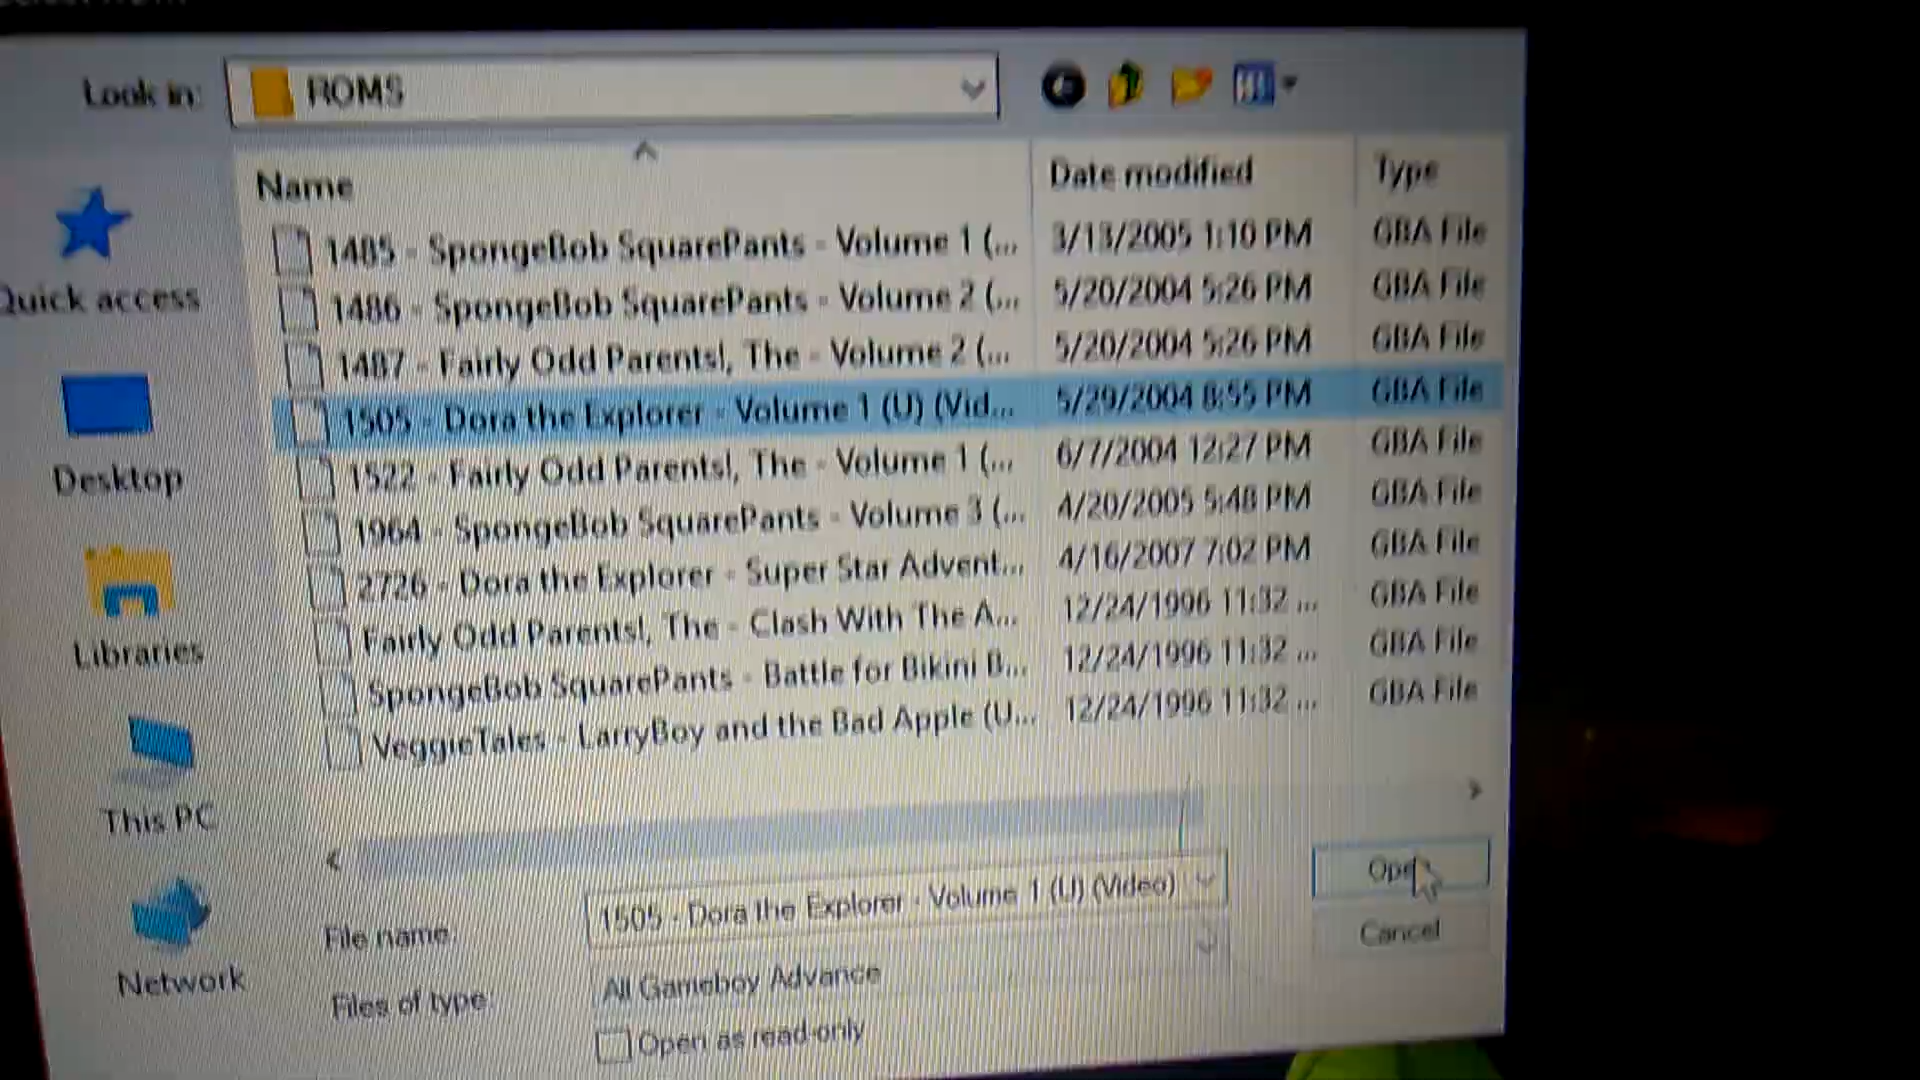 Look in: ROMS
Name Date modified Type
1485 - SpongeBob SquarePants - Volume 1 (... 3/13/2005 1:10 PM GBA File
1486 - SpongeBob SquarePants - Volume 2 (... 5/20/2004 5:26 PM GBA File
1487 - Fairly Odd Parents!, The - Volume 2 (... 5/20/2004 5:26 PM GBA File
1505 - Dora the Explorer - Volume 1 (U) (Vid... 5/29/2004 8:55 PM GBA File
1522 - Fairly Odd Parents!, The - Volume 1 (... 6/7/2004 12:27 PM GBA File
1964 - SpongeBob SquarePants - Volume 3 (... 4/20/2005 5:48 PM GBA File
2726 - Dora the Explorer - Super Star Advent... 4/16/2007 7:02 PM GBA File
Fairly Odd Parents!, The - Clash With The A... 12/24/1996 11:32 ... GBA File
SpongeBob SquarePants - Battle for Bikini B... 12/24/1996 11:32 ... GBA File
VeggieTales - LarryBoy and the Bad Apple (U... 12/24/1996 11:32 ... GBA File
Quick access
Desktop
Libraries
This PC
Network
File name: 1505 - Dora the Explorer - Volume 1 (U) (Video) Open
Files of type: All Gameboy Advance Cancel
Open as read-only